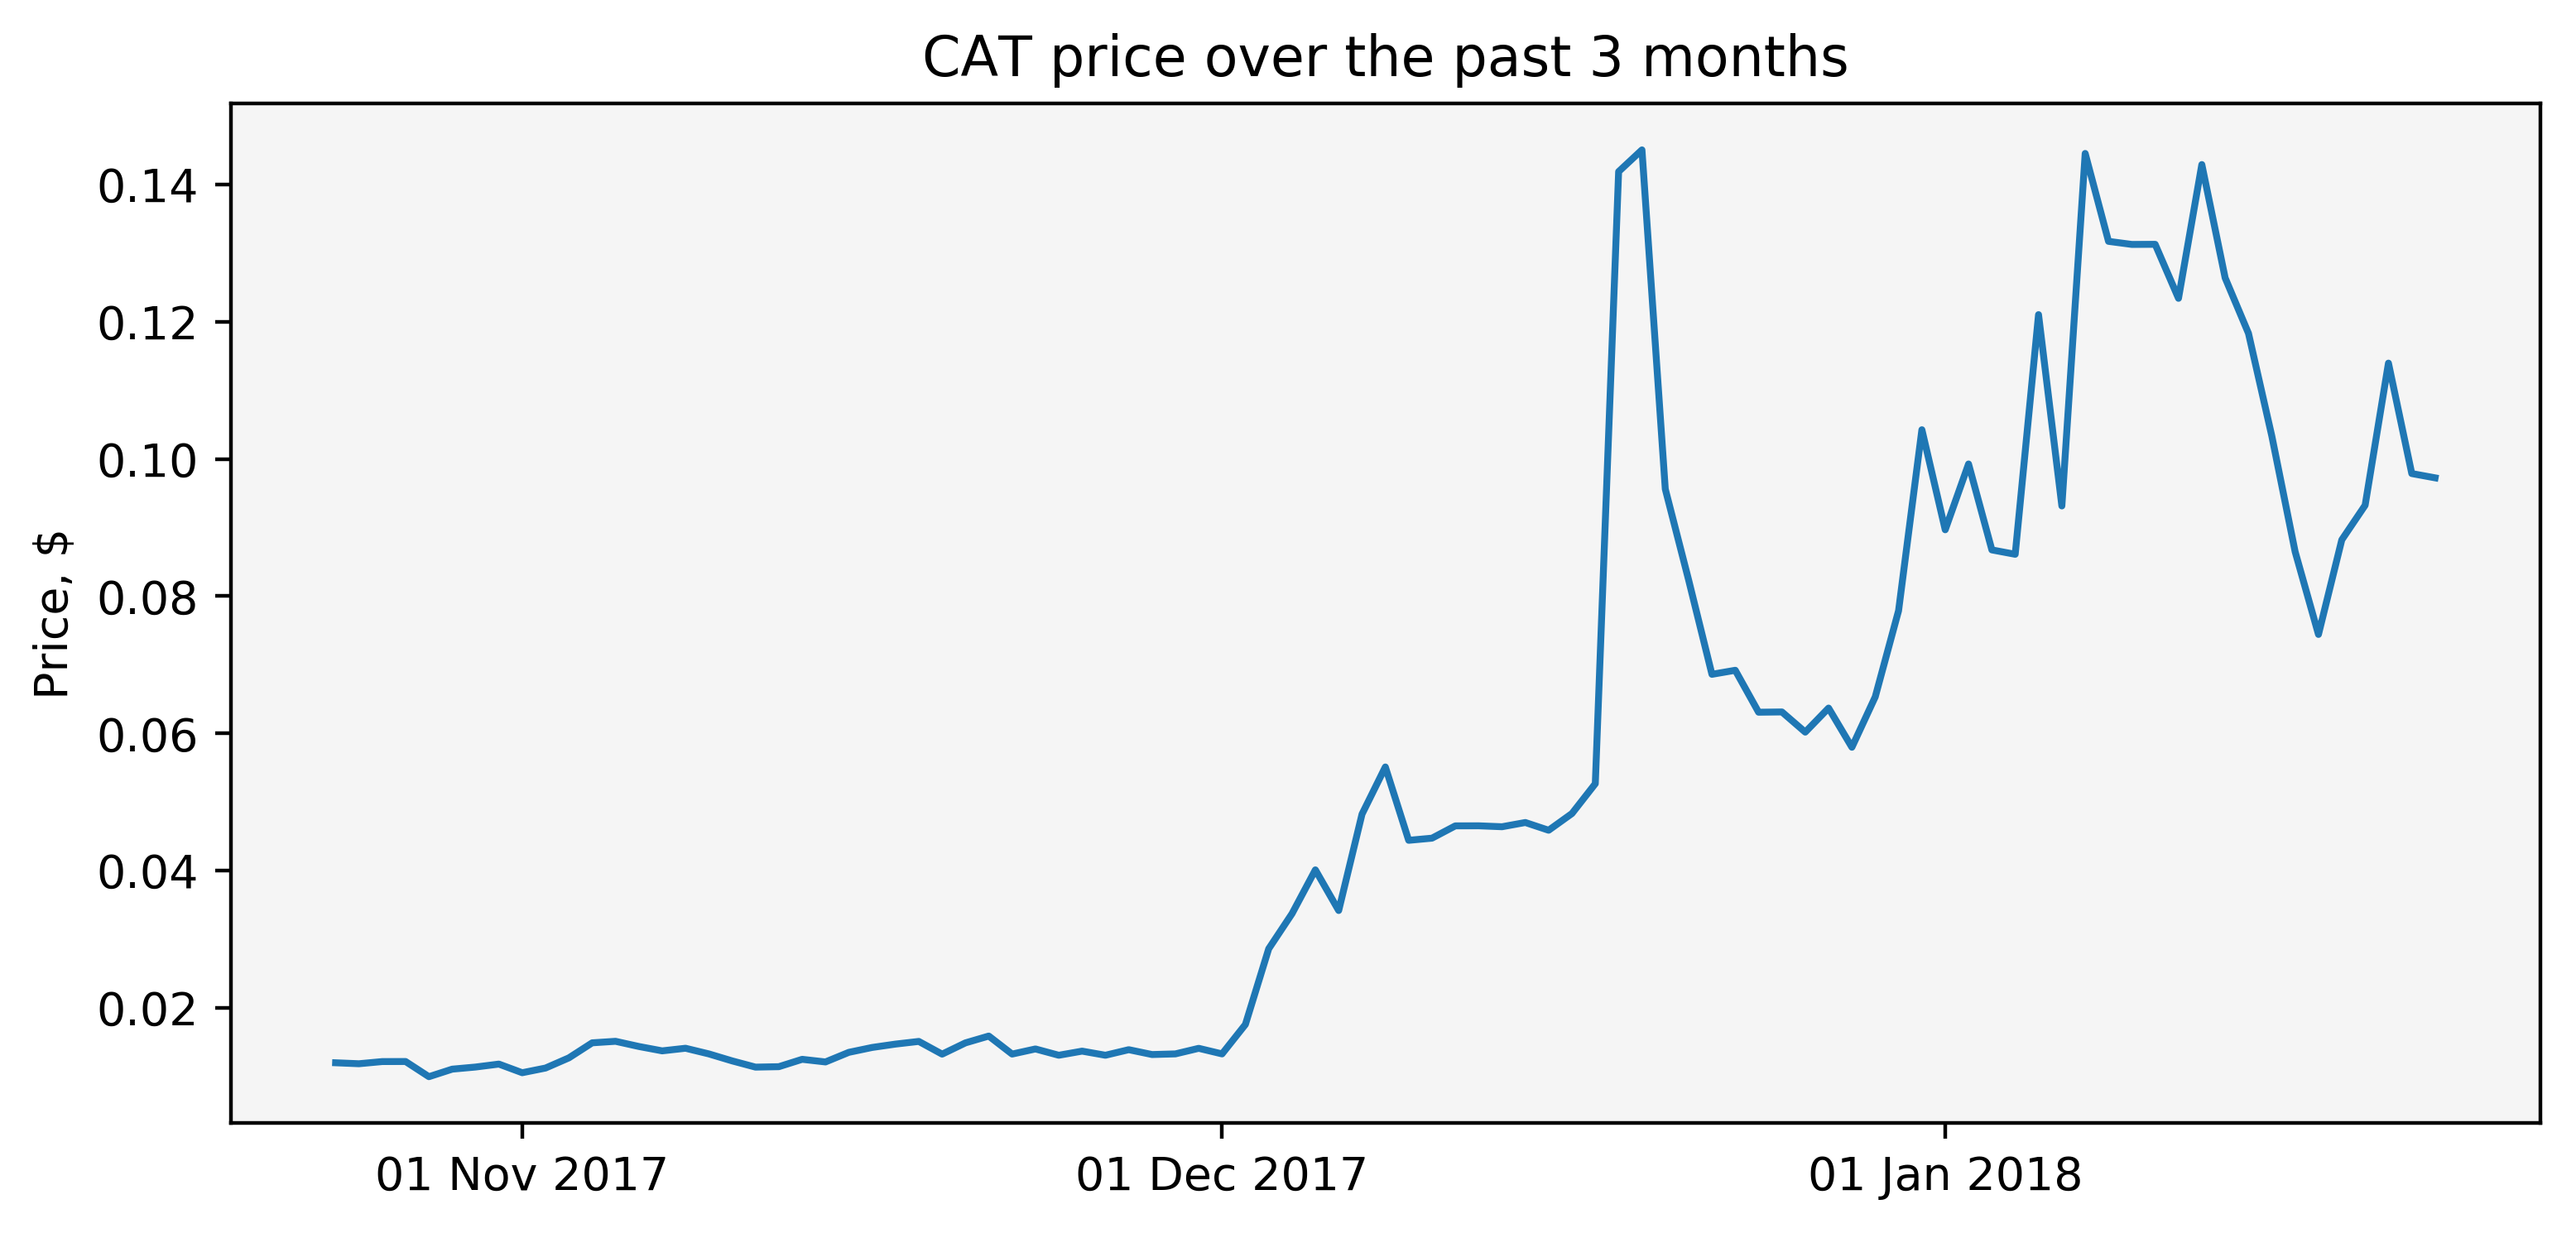 CAT price over the past 3 months
Price, $
0.14
0.12
0.10
0.08
0.06
0.04
0.02
01 Nov 2017
01 Dec 2017
01 Jan 2018